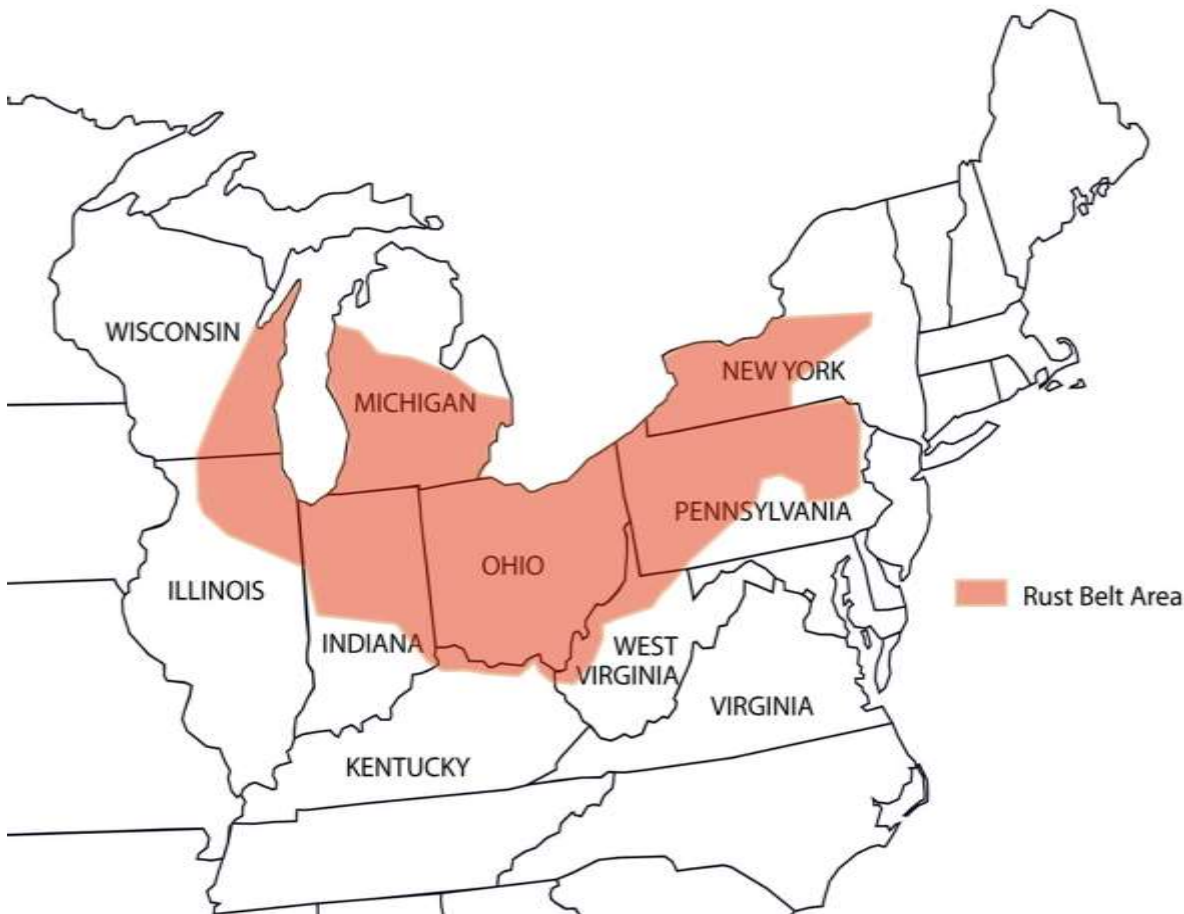 WISCONSIN
MICHIGAN
NEW YORK
PENNSYLVANIA
OHIO
ILLINOIS
Rust Belt Area
INDIANA
WEST
VIRGINIA
VIRGINIA
KENTUCKY